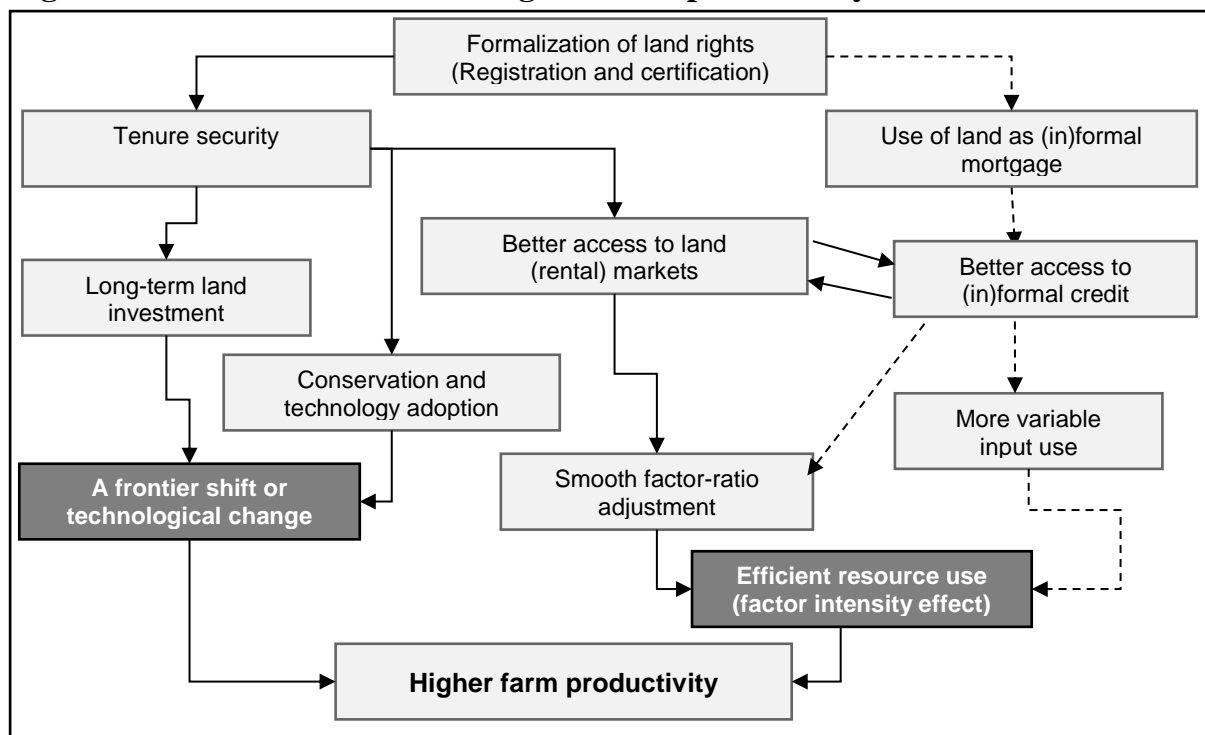 Formalization of land rights
(Registration and certification)
Tenure security
Use of land as (in)formal
mortgage
Better access to land
(rental) markets
Better access to
(in)formal credit
Long-term land
investment
Conservation and
technology adoption
More variable
input use
A frontier shift or
technological change
Smooth factor-ratio
adjustment
Efficient resource use
(factor intensity effect)
Higher farm productivity